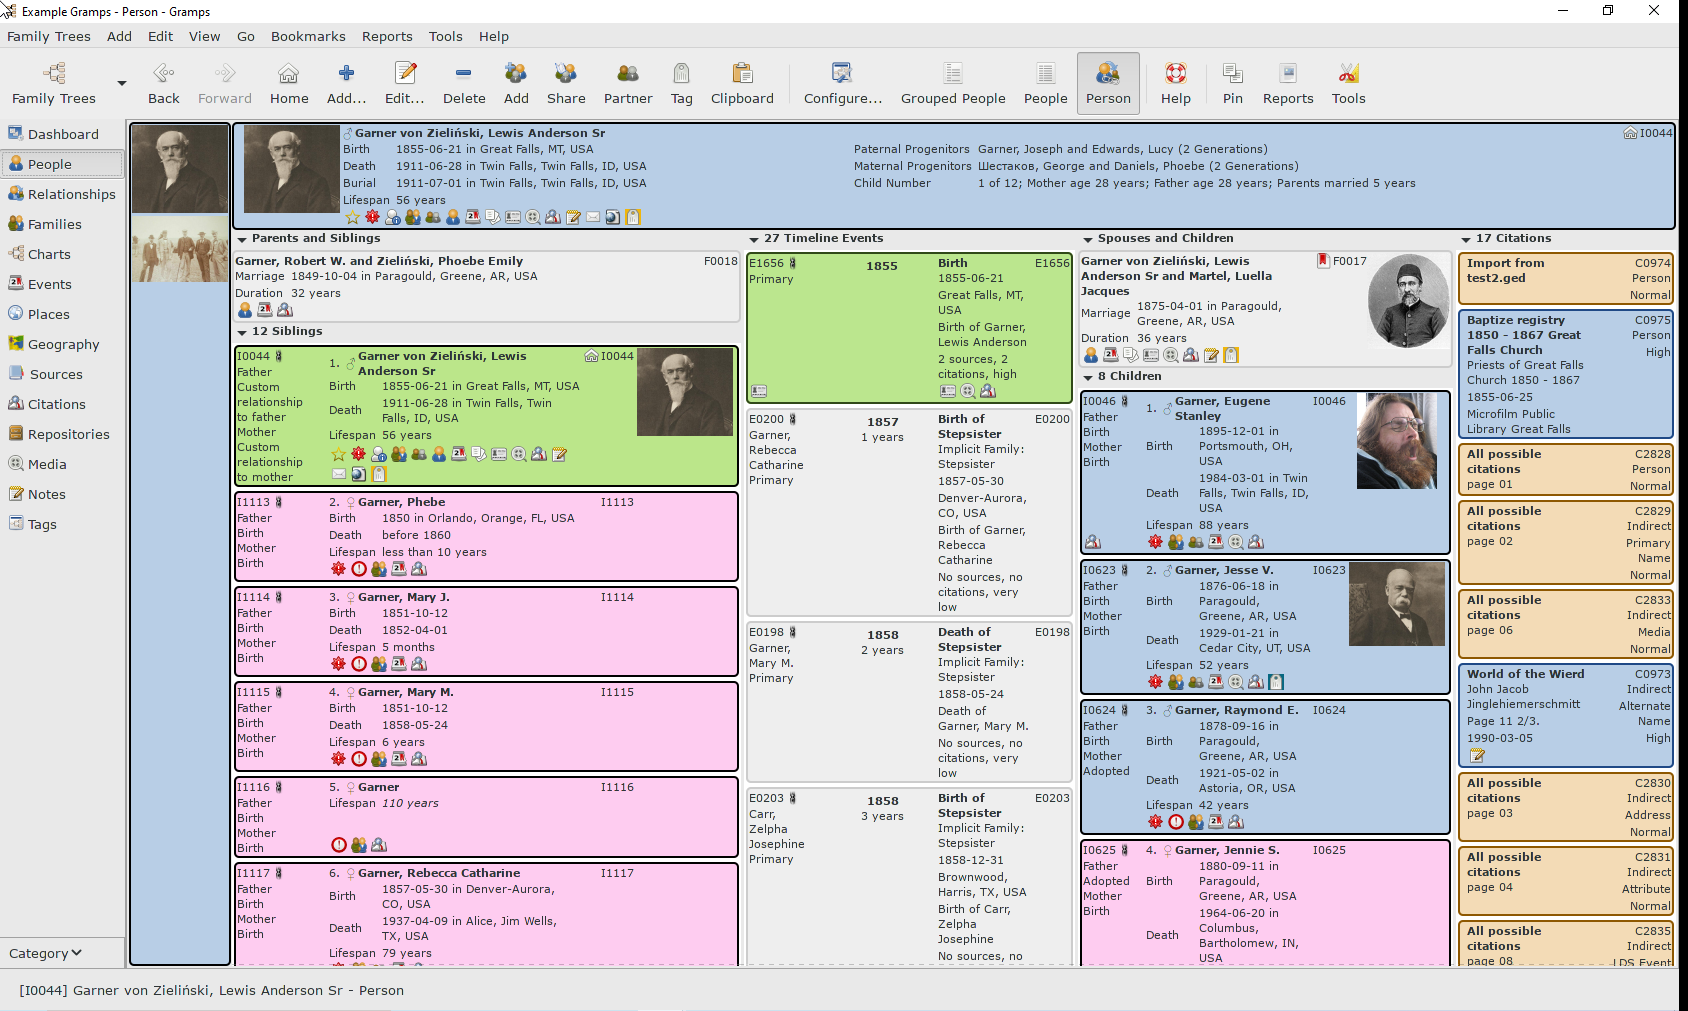 Example Gramps - Person - Gramps
Family Trees Add Edit View Go Bookmarks Reports Tools Help
Family Trees Back Forward Home Add... Edit... Delete Add Share Partner Tag Clipboard Configure... Grouped People People Person Help Pin Reports Tools
Dashboard
People
Relationships
Families
Charts
Events
Places
Geography
Sources
Citations
Repositories
Media
Notes
Tags
Category
Garner von Zieliński, Lewis Anderson Sr I0044
Birth 1855-06-21 in Great Falls, MT, USA
Death 1911-06-28 in Twin Falls, Twin Falls, ID, USA
Burial 1911-07-01 in Twin Falls, Twin Falls, ID, USA
Lifespan 56 years
Paternal Progenitors Garner, Joseph and Edwards, Lucy (2 Generations)
Maternal Progenitors Шестаков, George and Daniels, Phoebe (2 Generations)
Child Number 1 of 12; Mother age 28 years; Father age 28 years; Parents married 5 years
Parents and Siblings
Garner, Robert W. and Zieliński, Phoebe Emily F0018
Marriage 1849-10-04 in Paragould, Greene, AR, USA
Duration 32 years
12 Siblings
I0044
Father
Custom
relationship
to father
Mother
Custom
relationship
to mother
1. Garner von Zieliński, Lewis
Anderson Sr
I0044
Birth 1855-06-21 in Great Falls, MT, USA
Death 1911-06-28 in Twin Falls, Twin
Falls, ID, USA
Lifespan 56 years
I1113
Father
Birth
Mother
Birth
2. Garner, Phebe I1113
Birth 1850 in Orlando, Orange, FL, USA
Death before 1860
Lifespan less than 10 years
I1114
Father
Birth
Mother
Birth
3. Garner, Mary J. I1114
Birth 1851-10-12
Death 1852-04-01
Lifespan 5 months
I1115
Father
Birth
Mother
Birth
4. Garner, Mary M. I1115
Birth 1851-10-12
Death 1858-05-24
Lifespan 6 years
I1116
Father
Birth
Mother
Birth
5. Garner I1116
Lifespan 110 years
I1117
Father
Birth
Mother
Birth
6. Garner, Rebecca Catharine I1117
Birth 1857-05-30 in Denver-Aurora,
CO, USA
Death 1937-04-09 in Alice, Jim Wells,
TX, USA
Lifespan 79 years
27 Timeline Events
E1656
Primary
1855
Birth E1656
1855-06-21
Great Falls, MT,
USA
Birth of Garner,
Lewis Anderson
2 sources, 2
citations, high
E0200
Garner,
Rebecca
Catharine
Primary
1857
1 years
Birth of E0200
Stepsister
Implicit Family:
Stepsister
1857-05-30
Denver-Aurora,
CO, USA
Birth of Garner,
Rebecca
Catharine
No sources, no
citations, very
low
E0198
Garner,
Mary M.
Primary
1858
2 years
Death of E0198
Stepsister
Implicit Family:
Stepsister
1858-05-24
Death of
Garner, Mary M.
No sources, no
citations, very
low
E0203
Carr,
Zelpha
Josephine
Primary
1858
3 years
Birth of E0203
Stepsister
Implicit Family:
Stepsister
1858-12-31
Brownwood,
Harris, TX, USA
Birth of Carr,
Zelpha
Josephine
No sources, no
Spouses and Children
Garner von Zieliński, Lewis
Anderson Sr and Martel, Luella
Jacques
F0017
Marriage 1875-04-01 in Paragould,
Greene, AR, USA
Duration 36 years
8 Children
I0046
Father
Birth
Mother
Birth
1. Garner, Eugene
Stanley
I0046
Birth 1895-12-01 in
Portsmouth, OH,
USA
Death 1984-03-01 in Twin
Falls, Twin Falls, ID,
USA
Lifespan 88 years
I0623
Father
Birth
Mother
Birth
2. Garner, Jesse V. I0623
Birth 1876-06-18 in
Paragould,
Greene, AR, USA
Death 1929-01-21 in
Cedar City, UT, USA
Lifespan 52 years
I0624
Father
Birth
Mother
Adopted
3. Garner, Raymond E. I0624
Birth 1878-09-16 in
Paragould,
Greene, AR, USA
Death 1921-05-02 in
Astoria, OR, USA
Lifespan 42 years
I0625
Father
Adopted
Mother
Birth
4. Garner, Jennie S. I0625
Birth 1880-09-11 in
Paragould,
Greene, AR, USA
Death 1964-06-20 in
Columbus,
Bartholomew, IN,
USA
17 Citations
Import from
test2.ged
C0974
Person
Normal
Baptize registry
1850 - 1867 Great
Falls Church
Priests of Great Falls
Church 1850 - 1867
1855-06-25
Microfilm Public
Library Great Falls
C0975
Person
High
All possible
citations
page 01
C2828
Person
Normal
All possible
citations
page 02
C2829
Indirect
Primary
Name
Normal
All possible
citations
page 06
C2833
Indirect
Media
Normal
World of the Wierd
John Jacob
Jinglehiemerschmitt
Page 11 2/3.
1990-03-05
C0973
Indirect
Alternate
Name
High
All possible
citations
page 03
C2830
Indirect
Address
Normal
All possible
citations
page 04
C2831
Indirect
Attribute
Normal
All possible
citations
page 08
C2835
Indirect
LDS Event
[I0044] Garner von Zieliński, Lewis Anderson Sr - Person